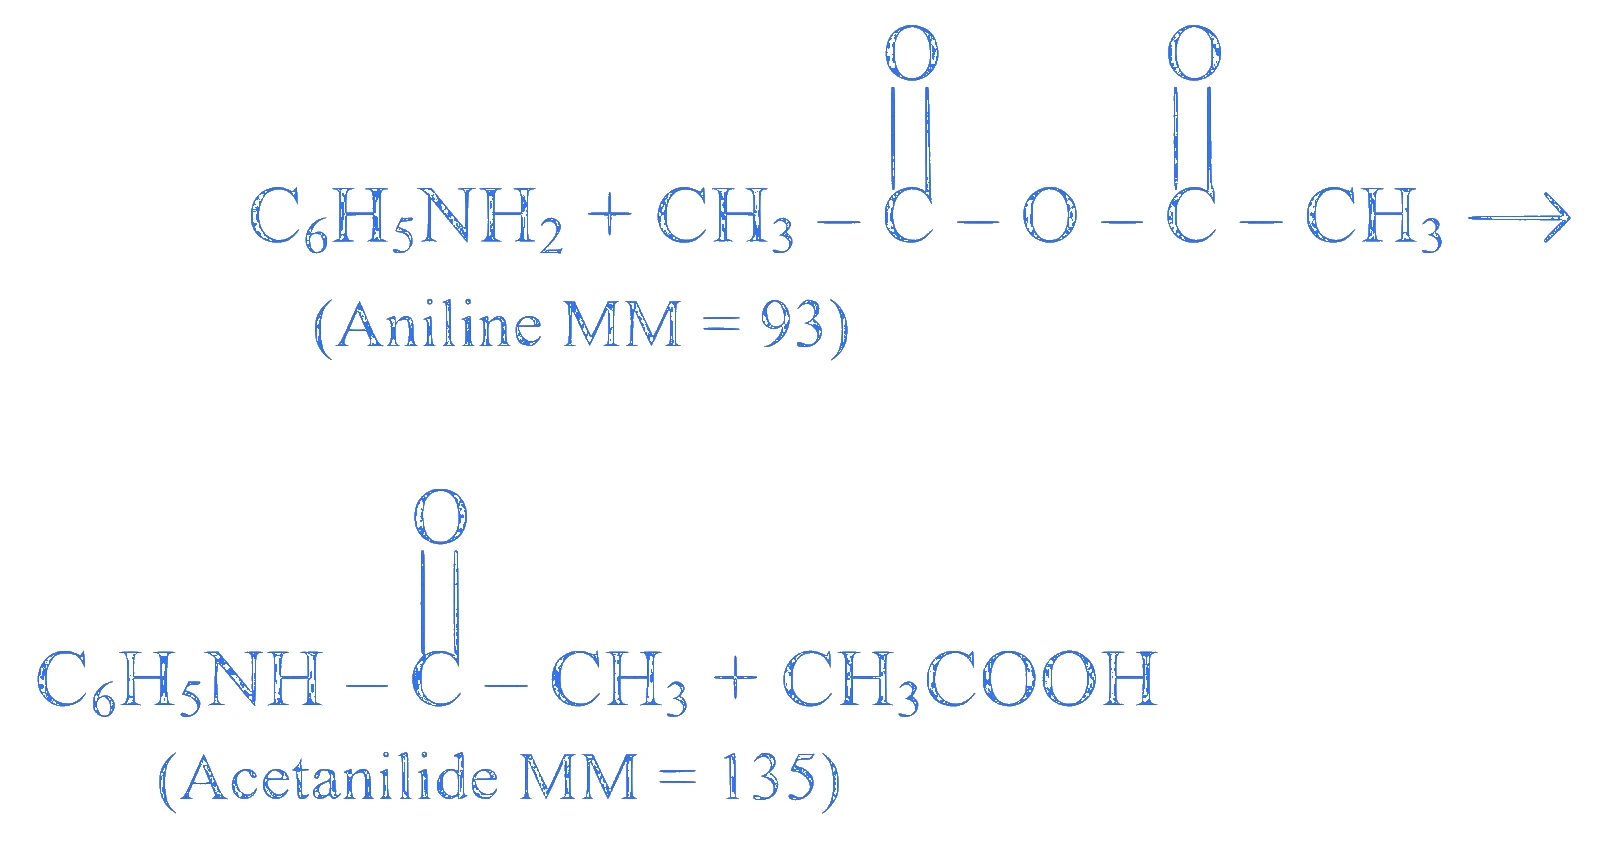 O O
C₆H₅NH₂ + CH₃ – C – O – C – CH₃ ⟶
(Aniline MM = 93)
O
C₆H₅NH – C – CH₃ + CH₃COOH
(Acetanilide MM = 135)